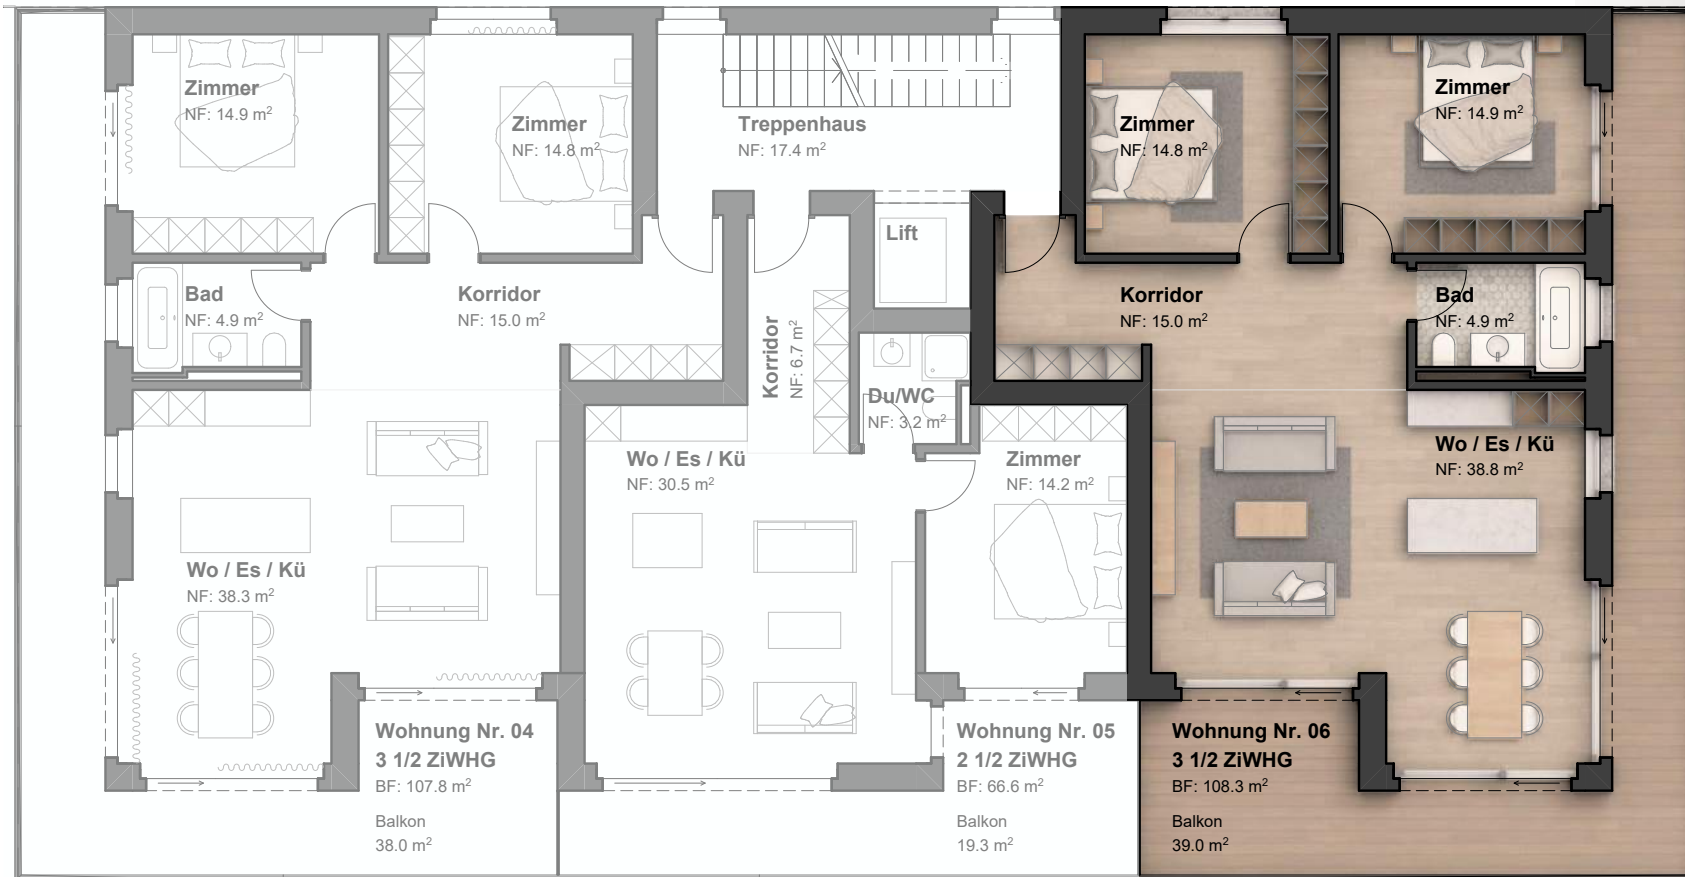 Zimmer
NF: 14.9 m²
Zimmer
NF: 14.8 m²
Treppenhaus
NF: 17.4 m²
Zimmer
NF: 14.8 m²
Zimmer
NF: 14.9 m²
Lift
Bad
NF: 4.9 m²
Korridor
NF: 15.0 m²
Korridor
NF: 6.7 m²
Korridor
NF: 15.0 m²
Bad
NF: 4.9 m²
Du/WC
NF: 3.2 m²
Wo / Es / Kü
NF: 30.5 m²
Zimmer
NF: 14.2 m²
Wo / Es / Kü
NF: 38.8 m²
Wo / Es / Kü
NF: 38.3 m²
Wohnung Nr. 04
3 1/2 ZiWHG
BF: 107.8 m²
Balkon
38.0 m²
Wohnung Nr. 05
2 1/2 ZiWHG
BF: 66.6 m²
Balkon
19.3 m²
Wohnung Nr. 06
3 1/2 ZiWHG
BF: 108.3 m²
Balkon
39.0 m²